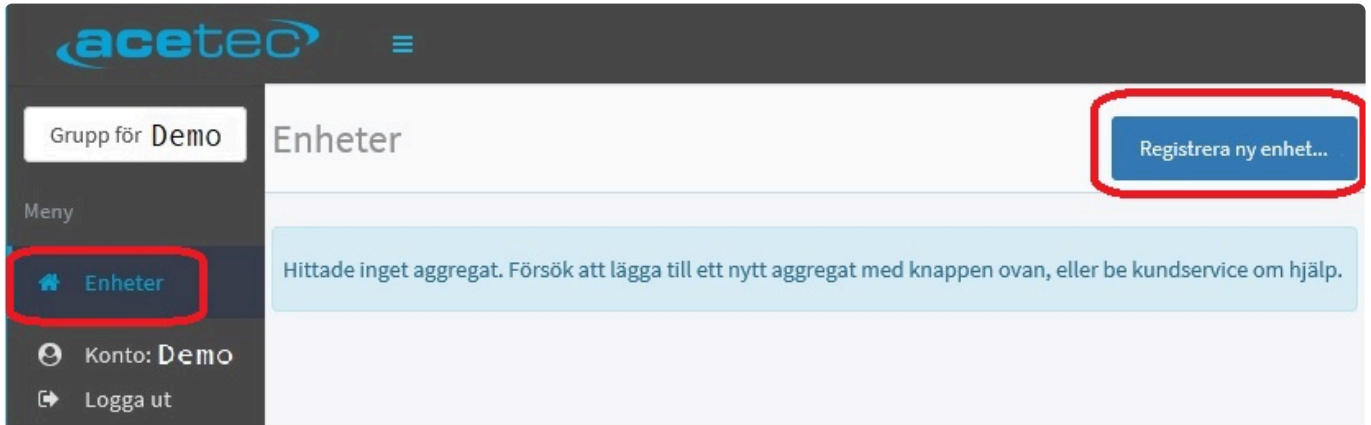 acetec
Grupp för Demo
Enheter
Registrera ny enhet...
Meny
Enheter
Hittade inget aggregat. Försök att lägga till ett nytt aggregat med knappen ovan, eller be kundservice om hjälp.
Konto: Demo
Logga ut